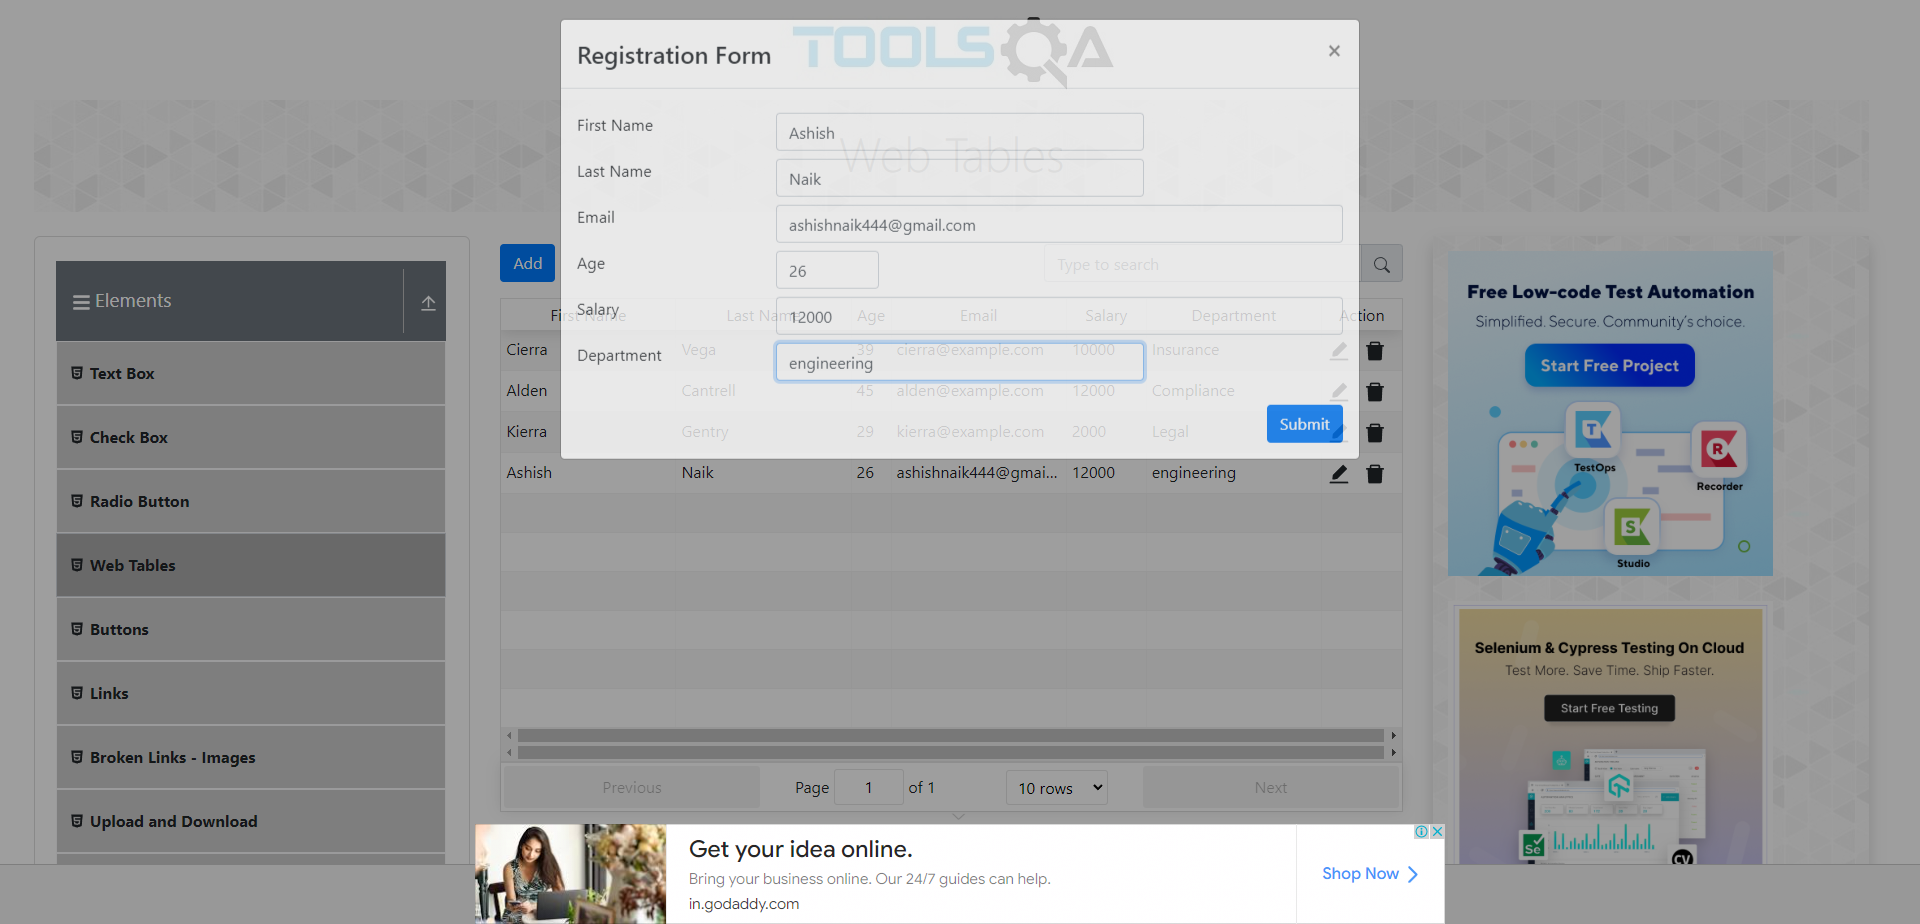 TOOLSQA
Registration Form
×
Web Tables
First Name
Ashish
Last Name
Naik
Email
ashishnaik444@gmail.com
Age
26
Salary
12000
Department
engineering
Submit
Elements
Text Box
Check Box
Radio Button
Web Tables
Buttons
Links
Broken Links - Images
Upload and Download
Add
Type to search
First Name Last Name Age Email Salary Department Action
Cierra Vega 39 cierra@example.com 10000 Insurance
Alden Cantrell 45 alden@example.com 12000 Compliance
Kierra Gentry 29 kierra@example.com 2000 Legal
Ashish Naik 26 ashishnaik444@gmai... 12000 engineering
Previous Page 1 of 1 10 rows Next
Free Low-code Test Automation
Simplified. Secure. Community's choice.
Start Free Project
TestOps
Recorder
Studio
Selenium & Cypress Testing On Cloud
Test More. Save Time. Ship Faster.
Start Free Testing
Se
CV
Get your idea online.
Bring your business online. Our 24/7 guides can help.
in.godaddy.com
Shop Now